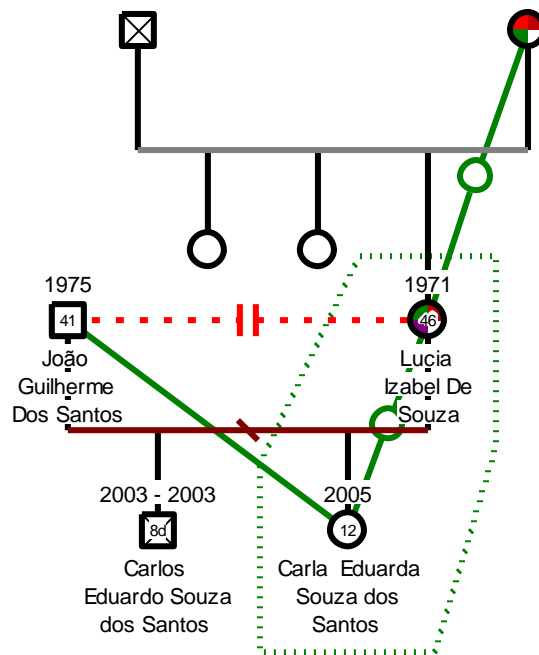 1975
1971
41
46
João
Guilherme
Dos Santos
Lucia
Izabel De
Souza
2003 - 2003
2005
8d
12
Carlos
Eduardo Souza
dos Santos
Carla Eduarda
Souza dos
Santos